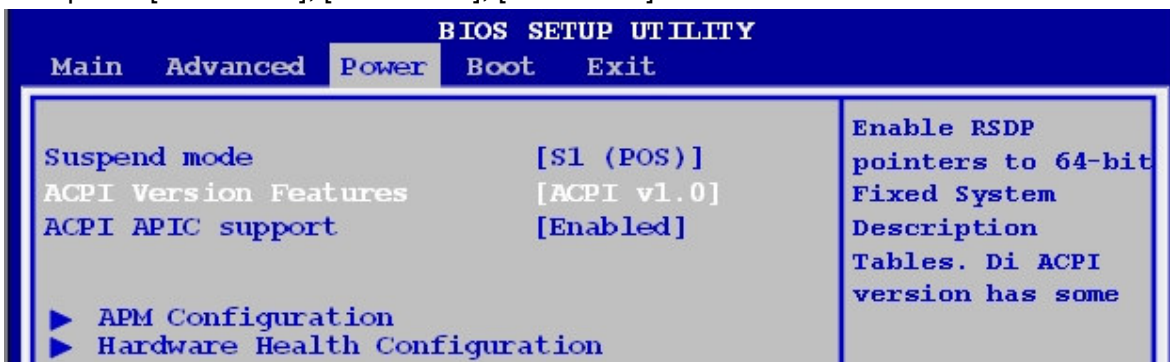 BIOS SETUP UTILITY
Main Advanced Power Boot Exit
Suspend mode [S1 (POS)]
ACPI Version Features [ACPI v1.0]
ACPI APIC support [Enabled]
▶ APM Configuration
▶ Hardware Health Configuration
Enable RSDP
pointers to 64-bit
Fixed System
Description
Tables. Di ACPI
version has some